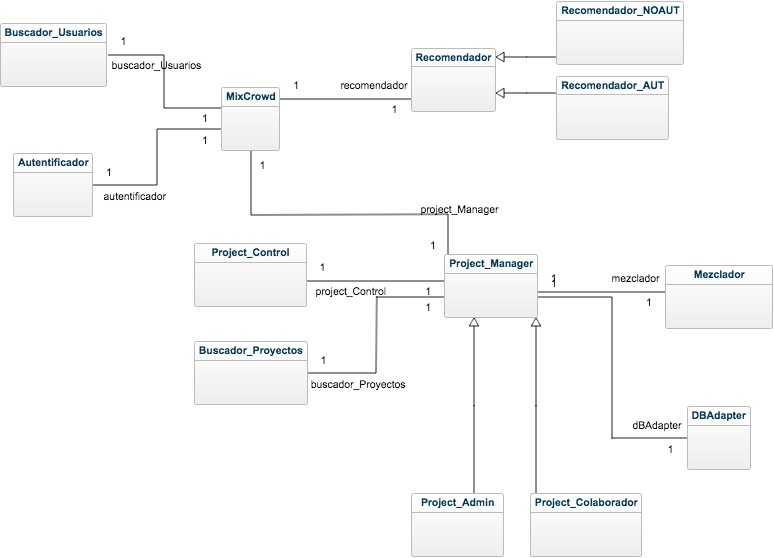 Recomendador_NOAUT
Buscador_Usuarios
1
buscador_Usuarios
Recomendador
Recomendador_AUT
1
recomendador
1
MixCrowd
1
1
1
Autentificador
1
autentificador
project_Manager
1
Project_Control
1
project_Control
Project_Manager
1
1
1
1
mezclador
1
Mezclador
Buscador_Proyectos
1
buscador_Proyectos
DBAdapter
dBAdapter
1
Project_Admin
Project_Colaborador